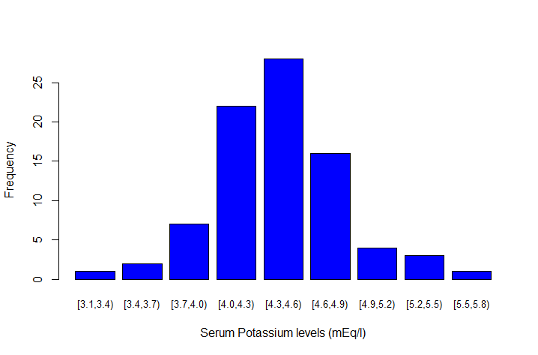 Frequency
25
20
15
10
5
0
[3.1,3.4) [3.4,3.7) [3.7,4.0) [4.0,4.3) [4.3,4.6) [4.6,4.9) [4.9,5.2) [5.2,5.5) [5.5,5.8)
Serum Potassium levels (mEq/l)